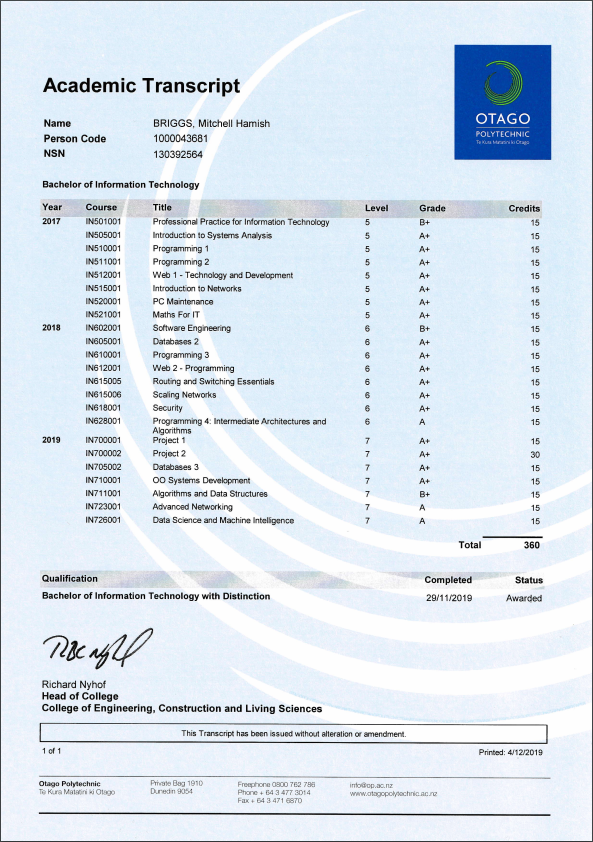 Academic Transcript
OTAGO
POLYTECHNIC
Te Kura Matatini ki Otago
Name BRIGGS, Mitchell Hamish
Person Code 1000043681
NSN 130392564
Bachelor of Information Technology
Year Course Title Level Grade Credits
2017 IN501001 Professional Practice for Information Technology 5 B+ 15
IN505001 Introduction to Systems Analysis 5 A+ 15
IN510001 Programming 1 5 A+ 15
IN511001 Programming 2 5 A+ 15
IN512001 Web 1 - Technology and Development 5 A+ 15
IN515001 Introduction to Networks 5 A+ 15
IN520001 PC Maintenance 5 A+ 15
IN521001 Maths For IT 5 A+ 15
2018 IN602001 Software Engineering 6 B+ 15
IN605001 Databases 2 6 A+ 15
IN610001 Programming 3 6 A+ 15
IN612001 Web 2 - Programming 6 A+ 15
IN615005 Routing and Switching Essentials 6 A+ 15
IN615006 Scaling Networks 6 A+ 15
IN618001 Security 6 A+ 15
IN628001 Programming 4: Intermediate Architectures and 6 A 15
Algorithms
2019 IN700001 Project 1 7 A+ 15
IN700002 Project 2 7 A+ 30
IN705002 Databases 3 7 A+ 15
IN710001 OO Systems Development 7 A+ 15
IN711001 Algorithms and Data Structures 7 B+ 15
IN723001 Advanced Networking 7 A 15
IN726001 Data Science and Machine Intelligence 7 A 15
Total 360
Qualification Completed Status
Bachelor of Information Technology with Distinction 29/11/2019 Awarded
Richard Nyhof
Head of College
College of Engineering, Construction and Living Sciences
This Transcript has been issued without alteration or amendment.
1 of 1 Printed: 4/12/2019
Otago Polytechnic Private Bag 1910 Freephone 0800 762 786 info@op.ac.nz
Te Kura Matatini ki Otago Dunedin 9054 Phone + 64 3 477 3014 www.otagopolytechnic.ac.nz
Fax + 64 3 471 6870